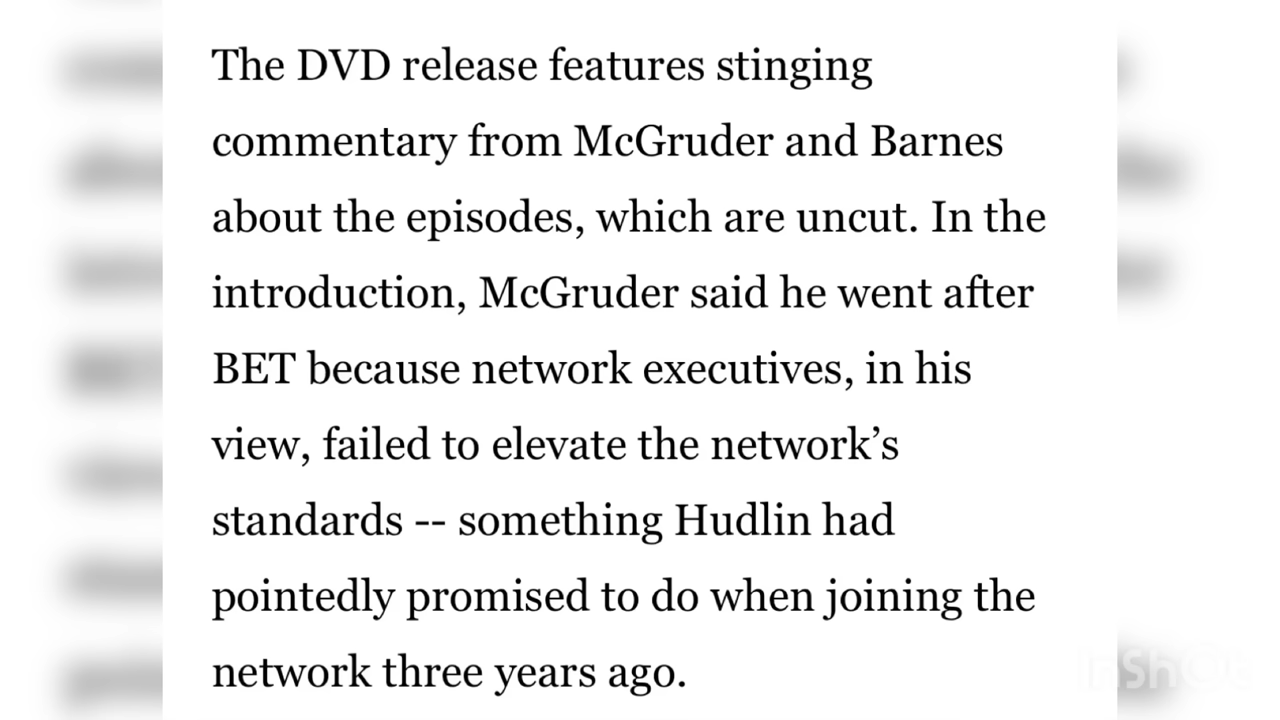 The DVD release features stinging
commentary from McGruder and Barnes
about the episodes, which are uncut. In the
introduction, McGruder said he went after
BET because network executives, in his
view, failed to elevate the network’s
standards -- something Hudlin had
pointedly promised to do when joining the
network three years ago.
InShOt